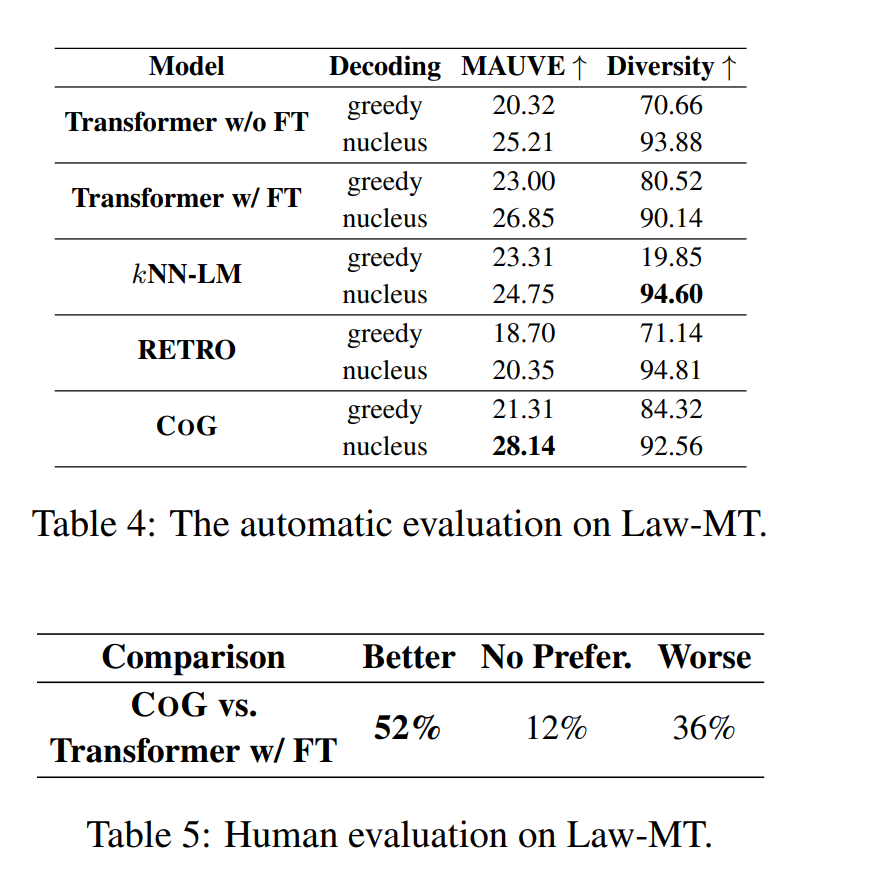 Model Decoding MAUVE ↑ Diversity ↑
Transformer w/o FT greedy 20.32 70.66
nucleus 25.21 93.88
Transformer w/ FT greedy 23.00 80.52
nucleus 26.85 90.14
kNN-LM greedy 23.31 19.85
nucleus 24.75 94.60
RETRO greedy 18.70 71.14
nucleus 20.35 94.81
COG greedy 21.31 84.32
nucleus 28.14 92.56
Table 4: The automatic evaluation on Law-MT.
Comparison Better No Prefer. Worse
COG vs.
Transformer w/ FT 52% 12% 36%
Table 5: Human evaluation on Law-MT.